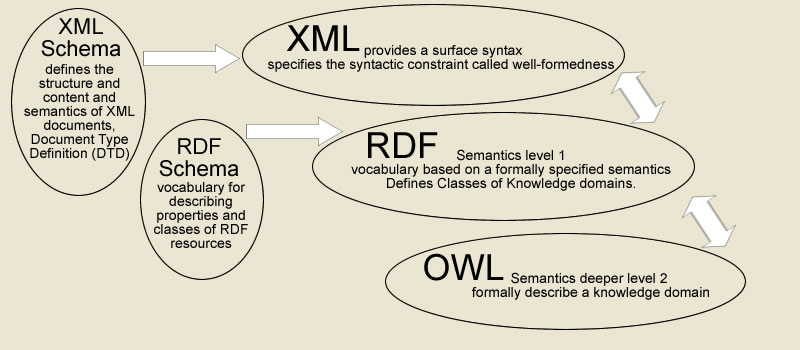 XML
Schema
defines the
structure and
content and
semantics of XML
documents,
Document Type
Definition (DTD)
XML provides a surface syntax
specifies the syntactic constraint called well-formedness
RDF
Schema
vocabulary for
describing
properties and
classes of RDF
resources
RDF Semantics level 1
vocabulary based on a formally specified semantics
Defines Classes of Knowledge domains.
OWL Semantics deeper level 2
formally describe a knowledge domain